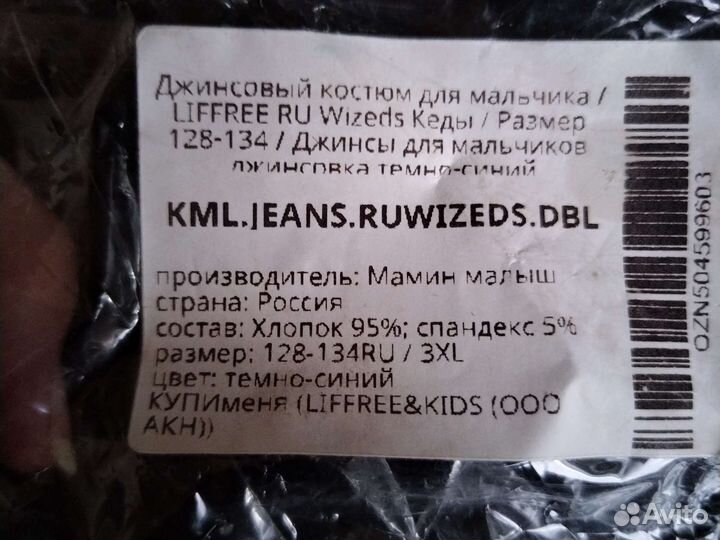 Джинсовый костюм для мальчика /
LIFFREE RU Wizeds Кеды / Размер
128-134 / Джинсы для мальчиков
джинсовка темно-синий
KML.JEANS.RUWIZEDS.DBL
производитель: Мамин малыш
страна: Россия
состав: Хлопок 95%; спандекс 5%
размер: 128-134RU / 3XL
цвет: темно-синий
КУПИменя (LIFFREE&KIDS (ООО
АКН))
OZN504599603
Avito